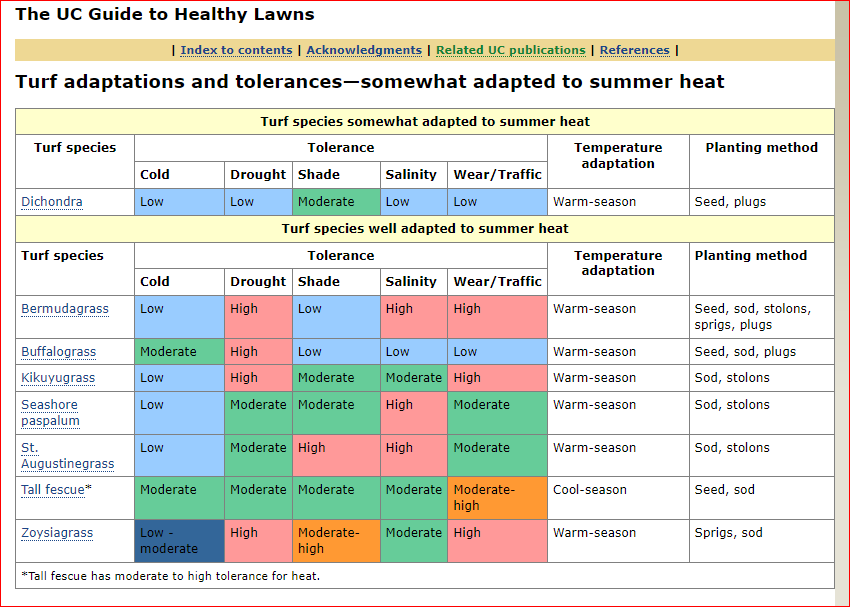 The UC Guide to Healthy Lawns
| Index to contents | Acknowledgments | Related UC publications | References |
Turf adaptations and tolerances—somewhat adapted to summer heat
Turf species somewhat adapted to summer heat
Turf species Tolerance Temperature adaptation Planting method
Cold Drought Shade Salinity Wear/Traffic
Dichondra Low Low Moderate Low Low Warm-season Seed, plugs
Turf species well adapted to summer heat
Turf species Tolerance Temperature adaptation Planting method
Cold Drought Shade Salinity Wear/Traffic
Bermudagrass Low High Low High High Warm-season Seed, sod, stolons, sprigs, plugs
Buffalograss Moderate High Low Low Low Warm-season Seed, sod, plugs
Kikuyugrass Low High Moderate Moderate High Warm-season Sod, stolons
Seashore paspalum Low Moderate Moderate High Moderate Warm-season Sod, stolons
St. Augustinegrass Low Moderate High High Moderate Warm-season Sod, stolons
Tall fescue* Moderate Moderate Moderate Moderate Moderate-high Cool-season Seed, sod
Zoysiagrass Low - moderate High Moderate-high Moderate High Warm-season Sprigs, sod
*Tall fescue has moderate to high tolerance for heat.